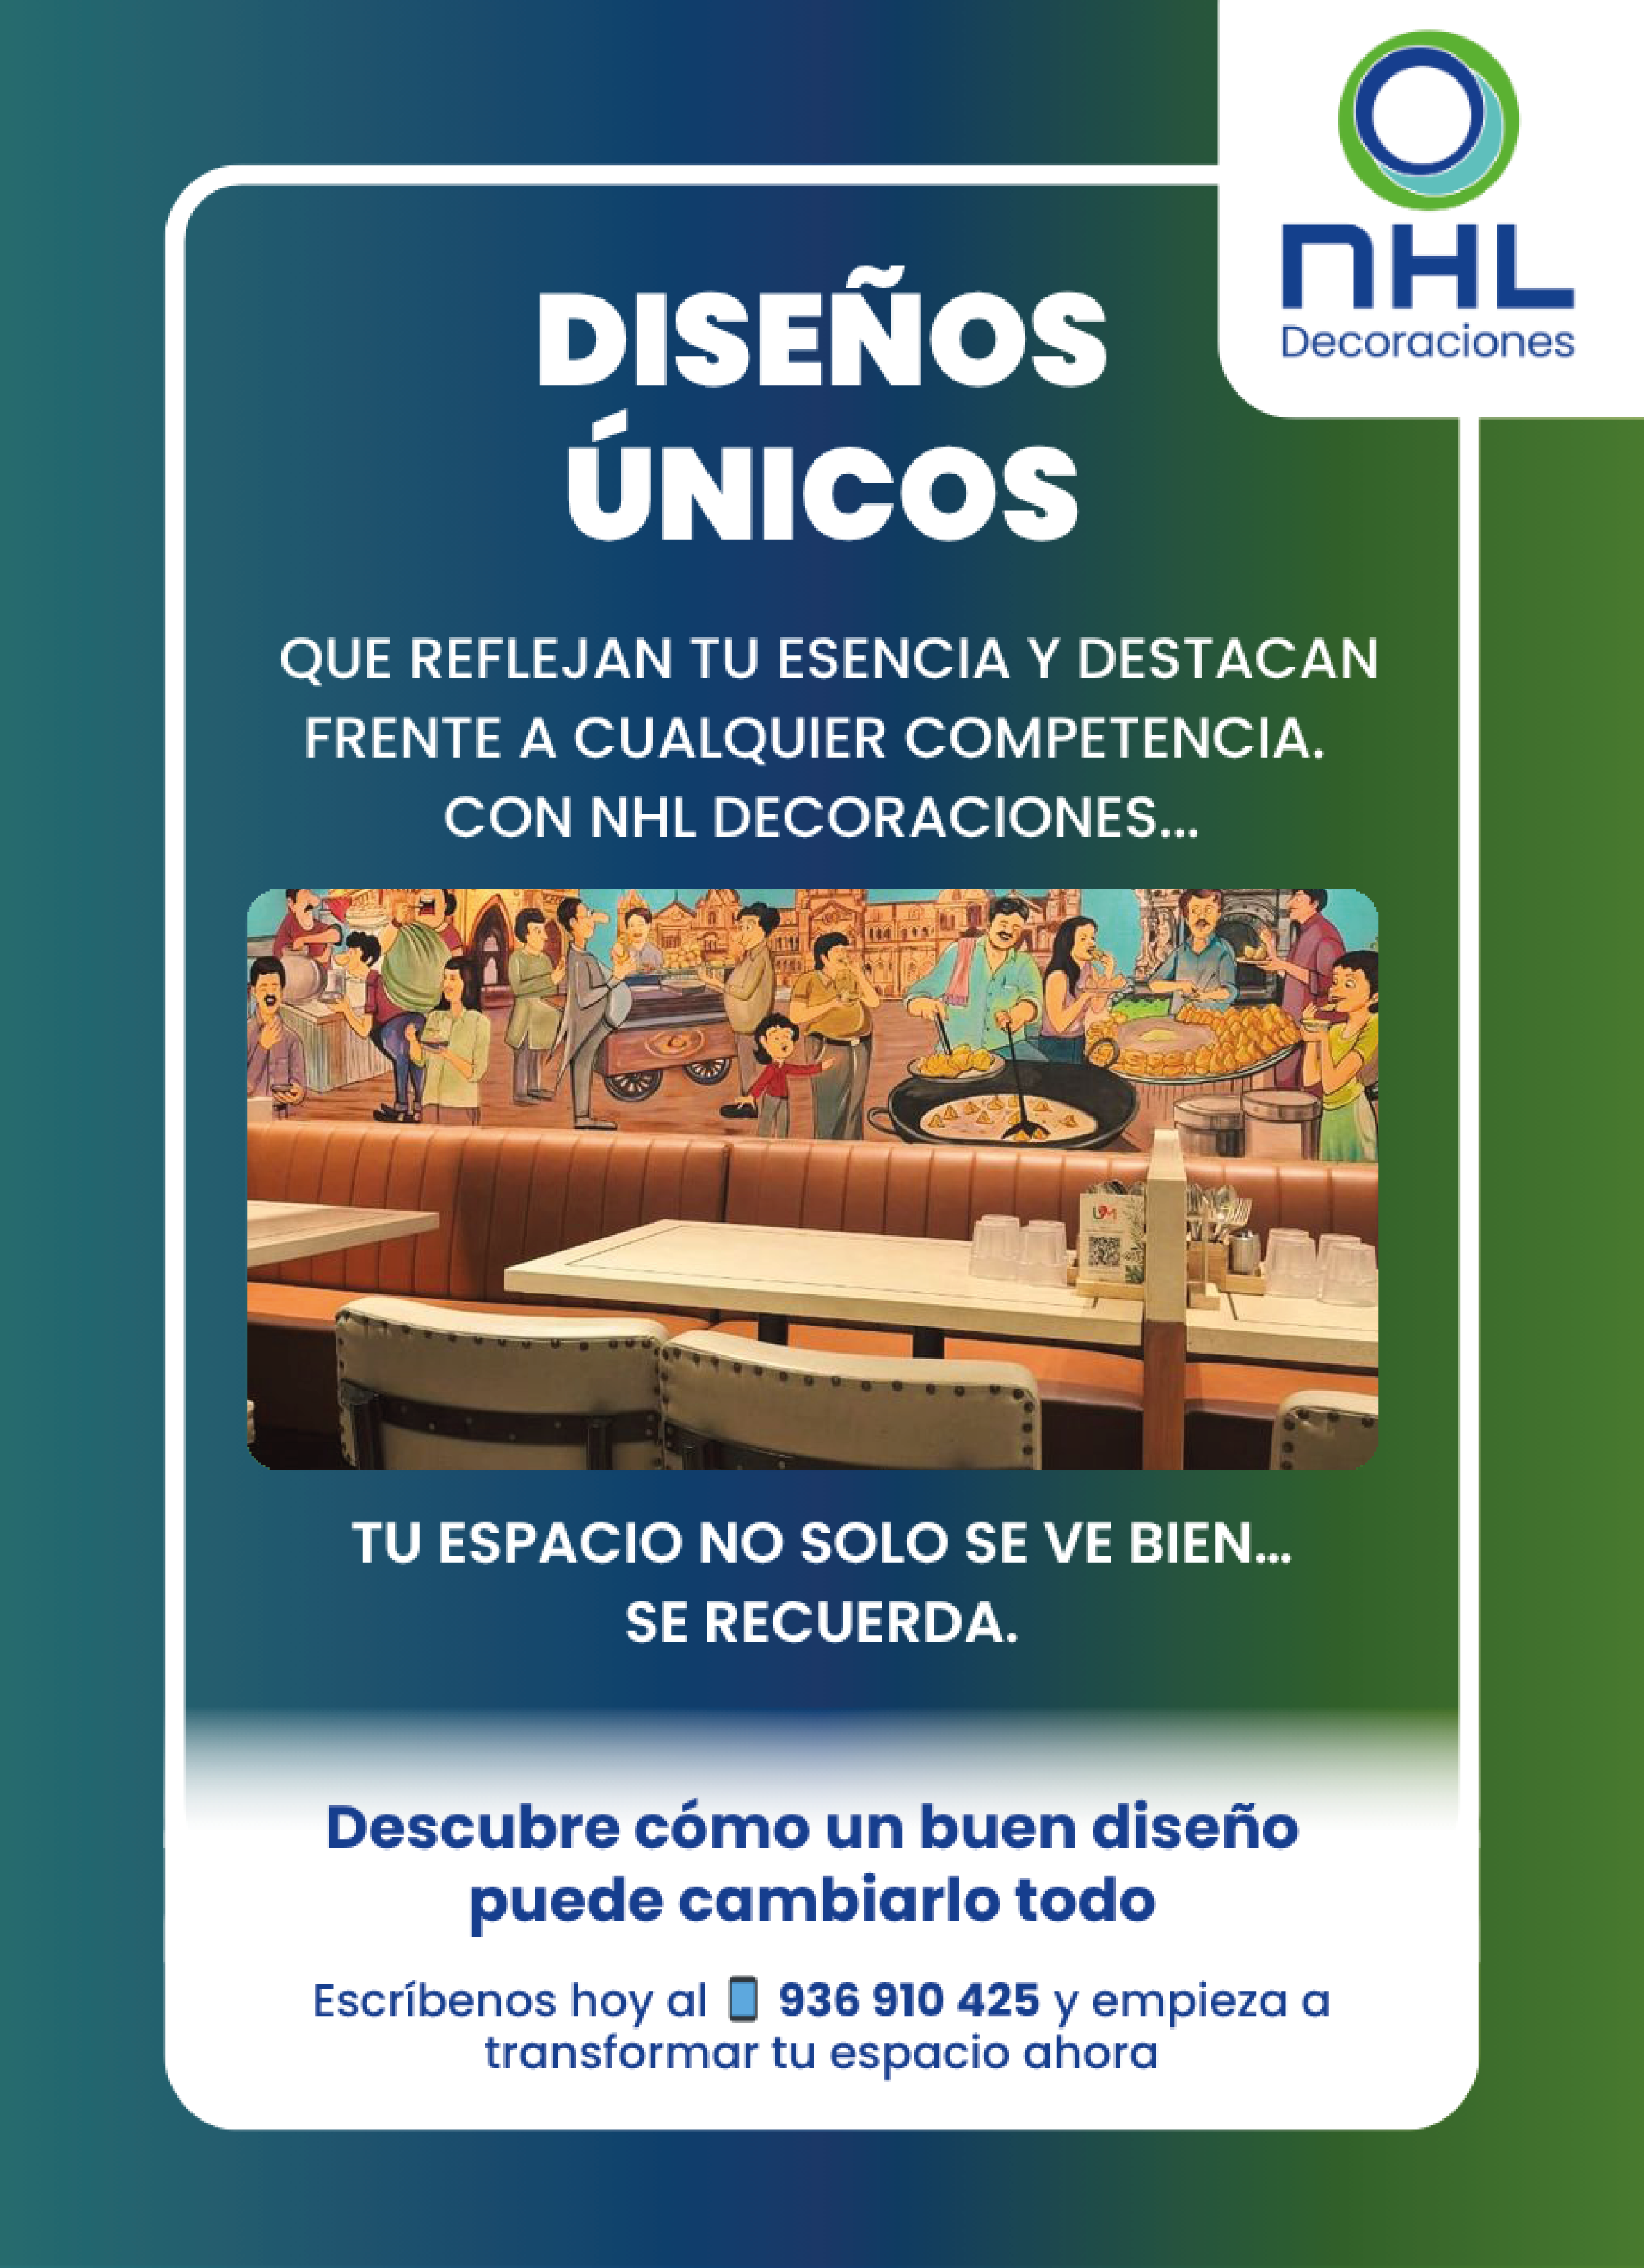 nHL
Decoraciones
DISEÑOS
ÚNICOS
QUE REFLEJAN TU ESENCIA Y DESTACAN
FRENTE A CUALQUIER COMPETENCIA.
CON NHL DECORACIONES...
UM
TU ESPACIO NO SOLO SE VE BIEN...
SE RECUERDA.
Descubre cómo un buen diseño
puede cambiarlo todo
Escríbenos hoy al 📱 936 910 425 y empieza a
transformar tu espacio ahora